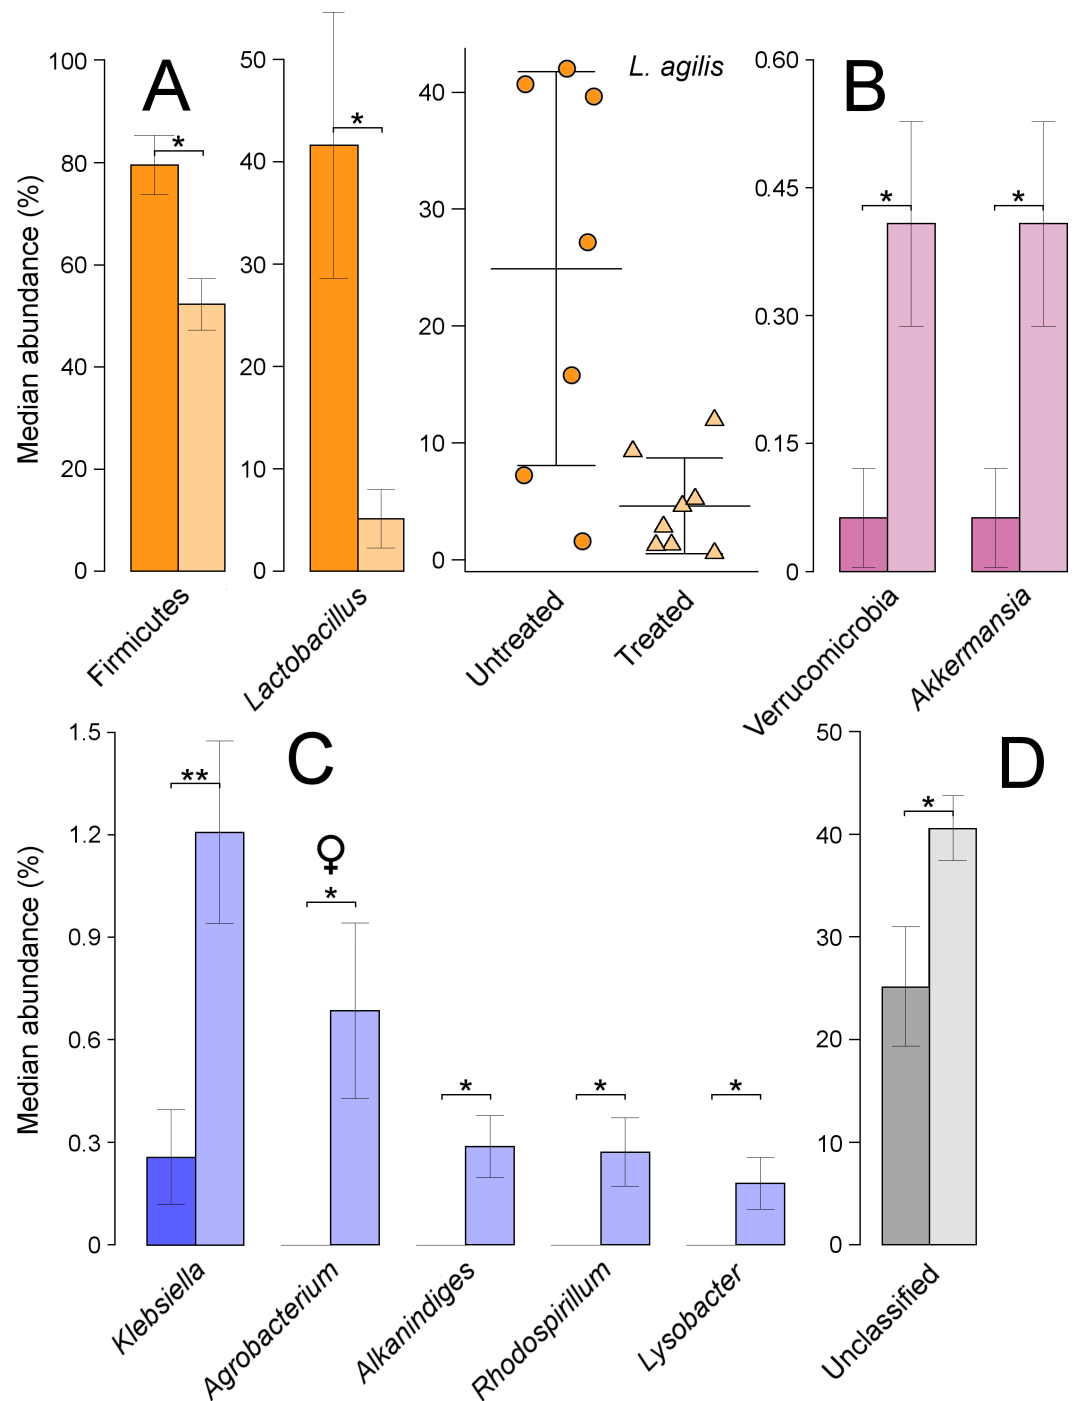 A
L. agilis
B
Median abundance (%)
100
80
60
40
20
0
*
Firmicutes
50
40
30
20
10
0
*
Lactobacillus
40
30
20
10
0
Untreated
Treated
0.60
0.45
0.30
0.15
0
*
*
Verrucomicrobia
Akkermansia
C
D
Median abundance (%)
1.5
1.2
0.9
0.6
0.3
0
**
♀
*
*
*
*
Klebsiella
Agrobacterium
Alkanindiges
Rhodospirillum
Lysobacter
50
40
30
20
10
0
*
Unclassified